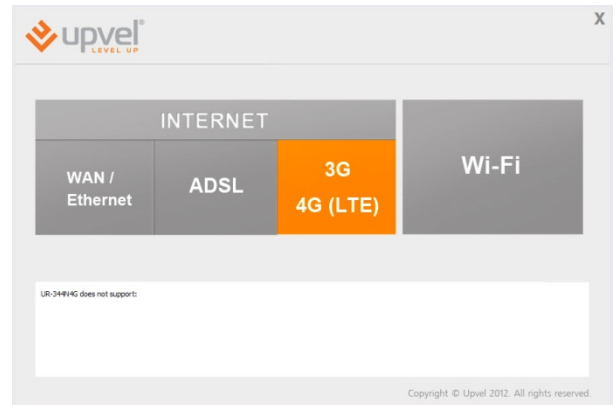 X
upvel
LEVEL UP
INTERNET
WAN /
Ethernet
ADSL
3G
4G (LTE)
Wi-Fi
UR-344N4G does not support:
Copyright © Upvel 2012. All rights reserved.